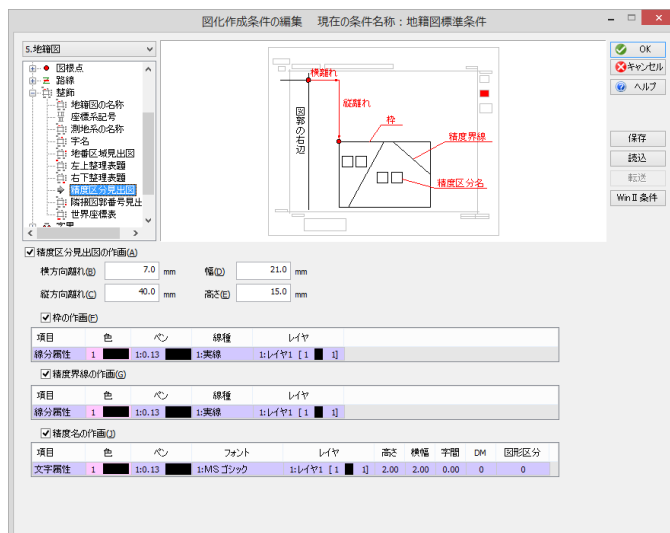 図化作成条件の編集　現在の条件名称：地籍図標準条件
5.地籍図
図根点
路線
整飾
地籍図の名称
座標系記号
測地系の名称
字名
地番区域見出図
左上整理表題
右下整理表題
精度区分見出図
隣接図郭番号見出
世界座標表
字界
横離れ
縦離れ
図郭の右辺
枠
精度界線
精度区分名
OK
キャンセル
ヘルプ
保存
読込
転送
WinⅡ条件
精度区分見出図の作画(A)
横方向離れ(B) 7.0 mm 幅(D) 21.0 mm
縦方向離れ(C) 40.0 mm 高さ(E) 15.0 mm
枠の作画(F)
項目 色 ペン 線種 レイヤ
線分属性 1 1:0.13 1:実線 1:レイヤ1 [ 1 1]
精度界線の作画(G)
項目 色 ペン 線種 レイヤ
線分属性 1 1:0.13 1:実線 1:レイヤ1 [ 1 1]
精度名の作画(J)
項目 色 ペン フォント レイヤ 高さ 横幅 字間 DM 図形区分
文字属性 1 1:0.13 1:MS ゴシック 1:レイヤ1 [ 1 1] 2.00 2.00 0.00 0 0